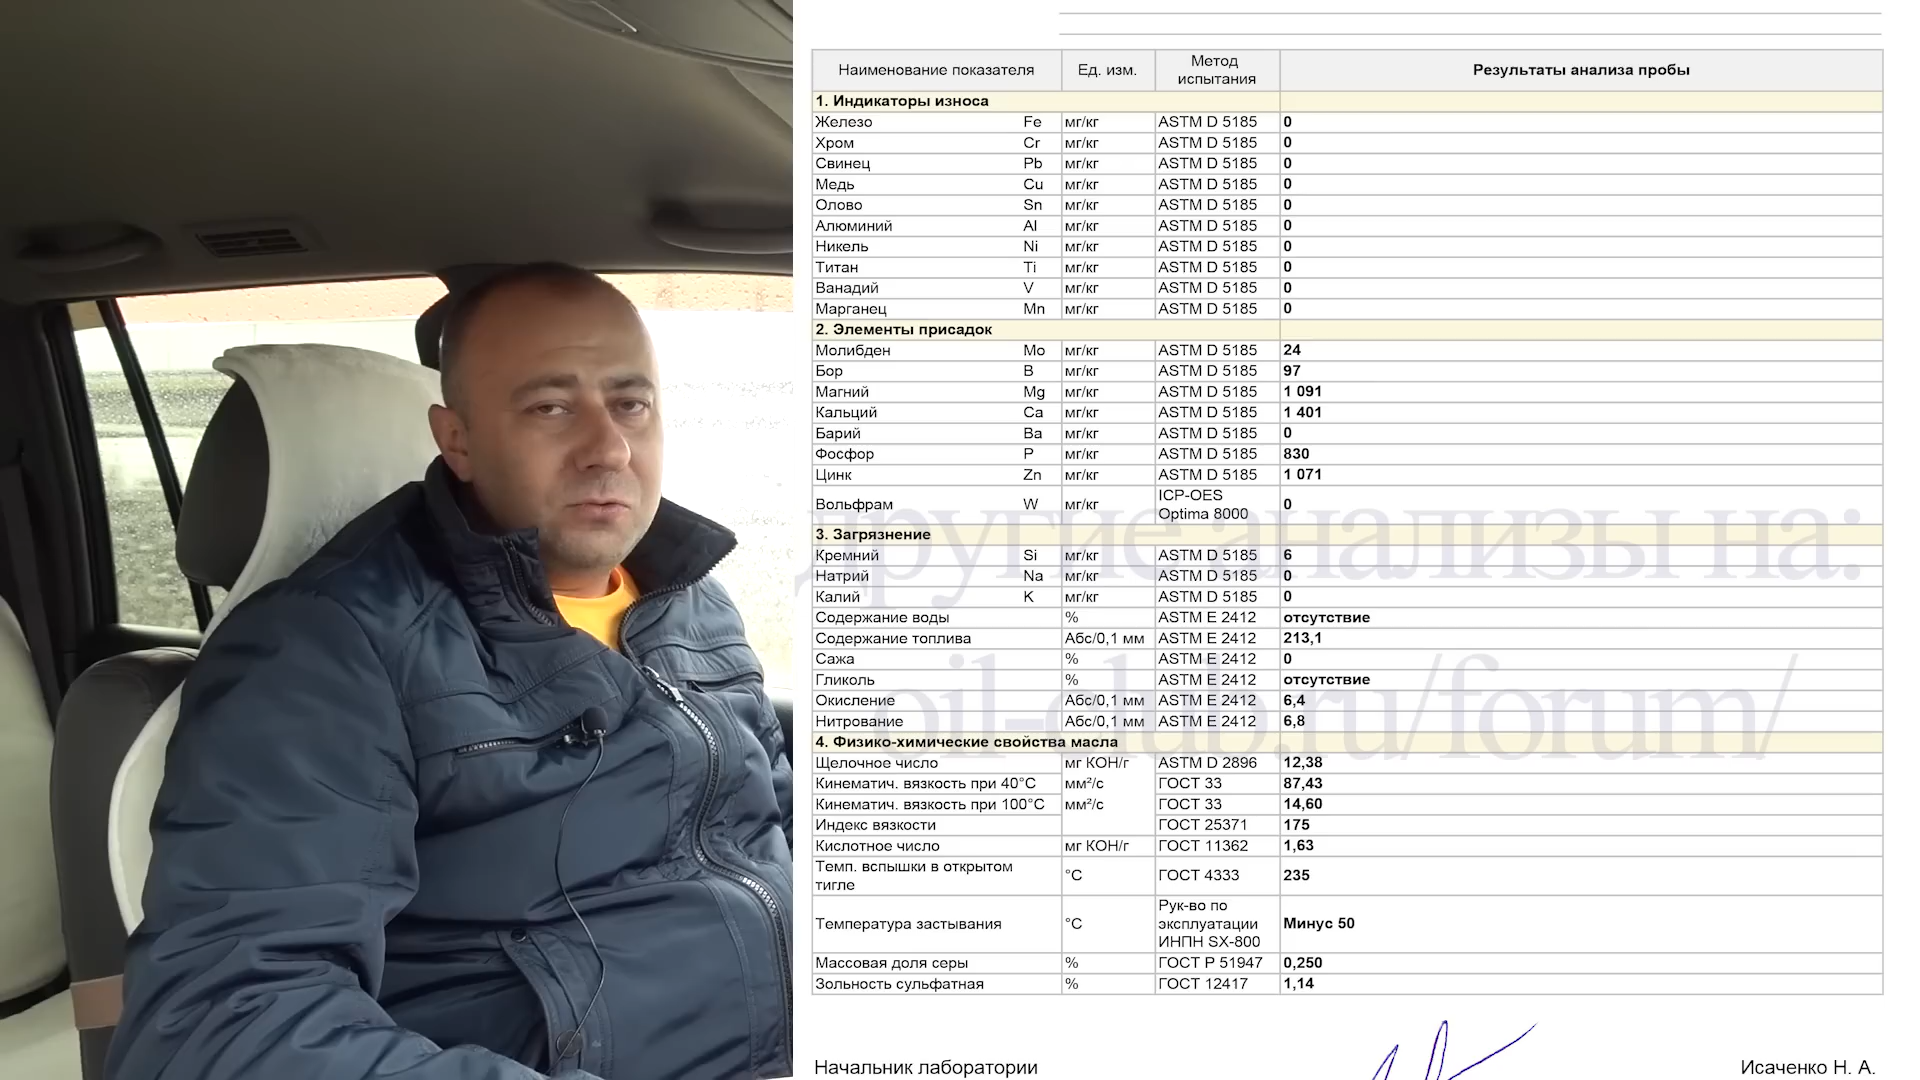 Наименование показателя Ед. изм. Метод испытания Результаты анализа пробы
1. Индикаторы износа
Железо Fe мг/кг ASTM D 5185 0
Хром Cr мг/кг ASTM D 5185 0
Свинец Pb мг/кг ASTM D 5185 0
Медь Cu мг/кг ASTM D 5185 0
Олово Sn мг/кг ASTM D 5185 0
Алюминий Al мг/кг ASTM D 5185 0
Никель Ni мг/кг ASTM D 5185 0
Титан Ti мг/кг ASTM D 5185 0
Ванадий V мг/кг ASTM D 5185 0
Марганец Mn мг/кг ASTM D 5185 0
2. Элементы присадок
Молибден Mo мг/кг ASTM D 5185 24
Бор B мг/кг ASTM D 5185 97
Магний Mg мг/кг ASTM D 5185 1 091
Кальций Ca мг/кг ASTM D 5185 1 401
Барий Ba мг/кг ASTM D 5185 0
Фосфор P мг/кг ASTM D 5185 830
Цинк Zn мг/кг ASTM D 5185 1 071
Вольфрам W мг/кг ICP-OES Optima 8000 0
другие анализы на:
3. Загрязнение
Кремний Si мг/кг ASTM D 5185 6
Натрий Na мг/кг ASTM D 5185 0
Калий K мг/кг ASTM D 5185 0
Содержание воды % ASTM E 2412 отсутствие
Содержание топлива Абс/0,1 мм ASTM E 2412 213,1
Сажа % ASTM E 2412 0
Гликоль % ASTM E 2412 отсутствие
oil-club.ru/forum/
Окисление Абс/0,1 мм ASTM E 2412 6,4
Нитрование Абс/0,1 мм ASTM E 2412 6,8
4. Физико-химические свойства масла
Щелочное число мг КОН/г ASTM D 2896 12,38
Кинематич. вязкость при 40°C мм²/с ГОСТ 33 87,43
Кинематич. вязкость при 100°C мм²/с ГОСТ 33 14,60
Индекс вязкости ГОСТ 25371 175
Кислотное число мг КОН/г ГОСТ 11362 1,63
Темп. вспышки в открытом тигле °C ГОСТ 4333 235
Температура застывания °C Рук-во по эксплуатации ИНПН SX-800 Минус 50
Массовая доля серы % ГОСТ Р 51947 0,250
Зольность сульфатная % ГОСТ 12417 1,14
Начальник лаборатории Исаченко Н. А.